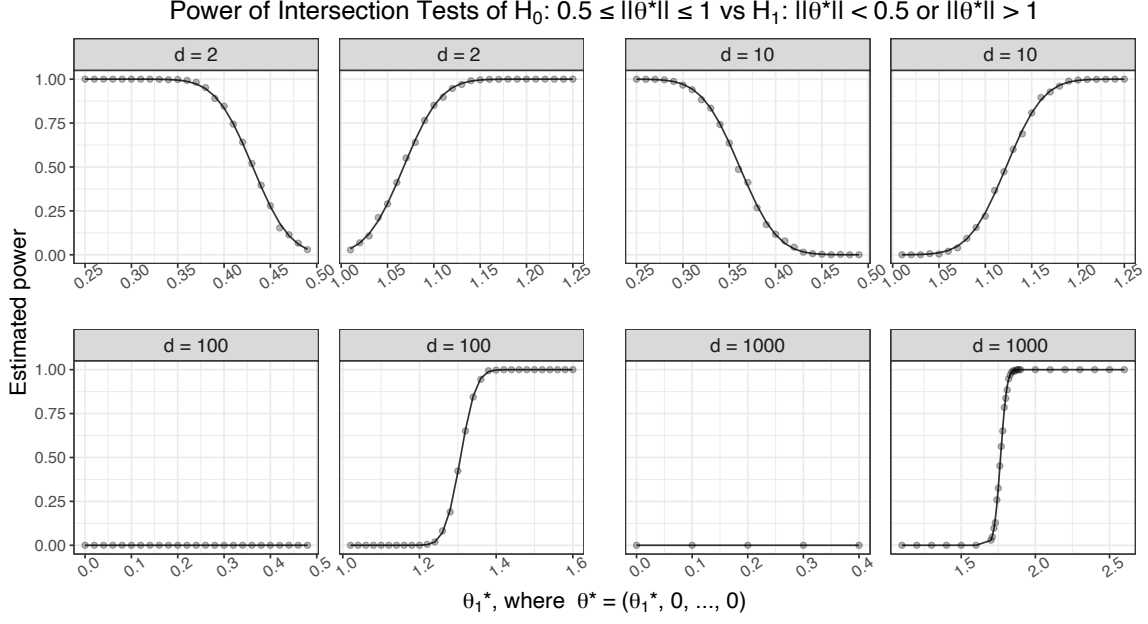 Power of Intersection Tests of H₀: 0.5 ≤ ||θ*|| ≤ 1 vs H₁: ||θ*|| < 0.5 or ||θ*|| > 1
Estimated power
d = 2
d = 2
d = 10
d = 10
1.00
0.75
0.50
0.25
0.00
0.25 0.30 0.35 0.40 0.45 0.50
1.00 1.05 1.10 1.15 1.20 1.25
0.25 0.30 0.35 0.40 0.45 0.50
1.00 1.05 1.10 1.15 1.20 1.25
d = 100
d = 100
d = 1000
d = 1000
1.00
0.75
0.50
0.25
0.00
0.0 0.1 0.2 0.3 0.4 0.5
1.0 1.2 1.4 1.6
0.0 0.1 0.2 0.3 0.4
1.5 2.0 2.5
θ₁*, where θ* = (θ₁*, 0, ..., 0)